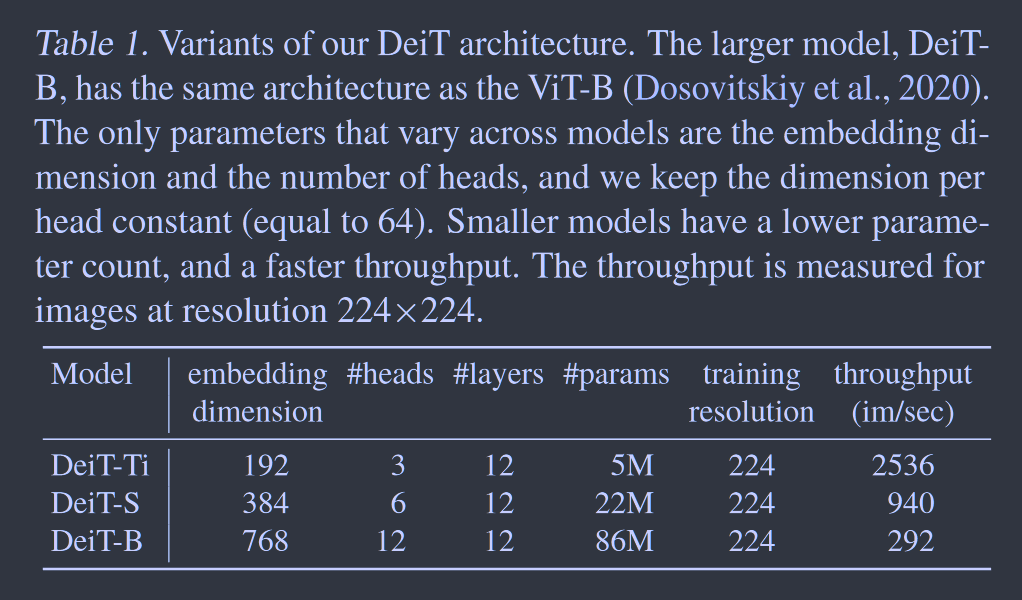 Table 1. Variants of our DeiT architecture. The larger model, DeiT-
B, has the same architecture as the ViT-B (Dosovitskiy et al., 2020).
The only parameters that vary across models are the embedding di-
mension and the number of heads, and we keep the dimension per
head constant (equal to 64). Smaller models have a lower parame-
ter count, and a faster throughput. The throughput is measured for
images at resolution 224×224.
Model embedding #heads #layers #params training throughput
dimension resolution (im/sec)
DeiT-Ti 192 3 12 5M 224 2536
DeiT-S 384 6 12 22M 224 940
DeiT-B 768 12 12 86M 224 292